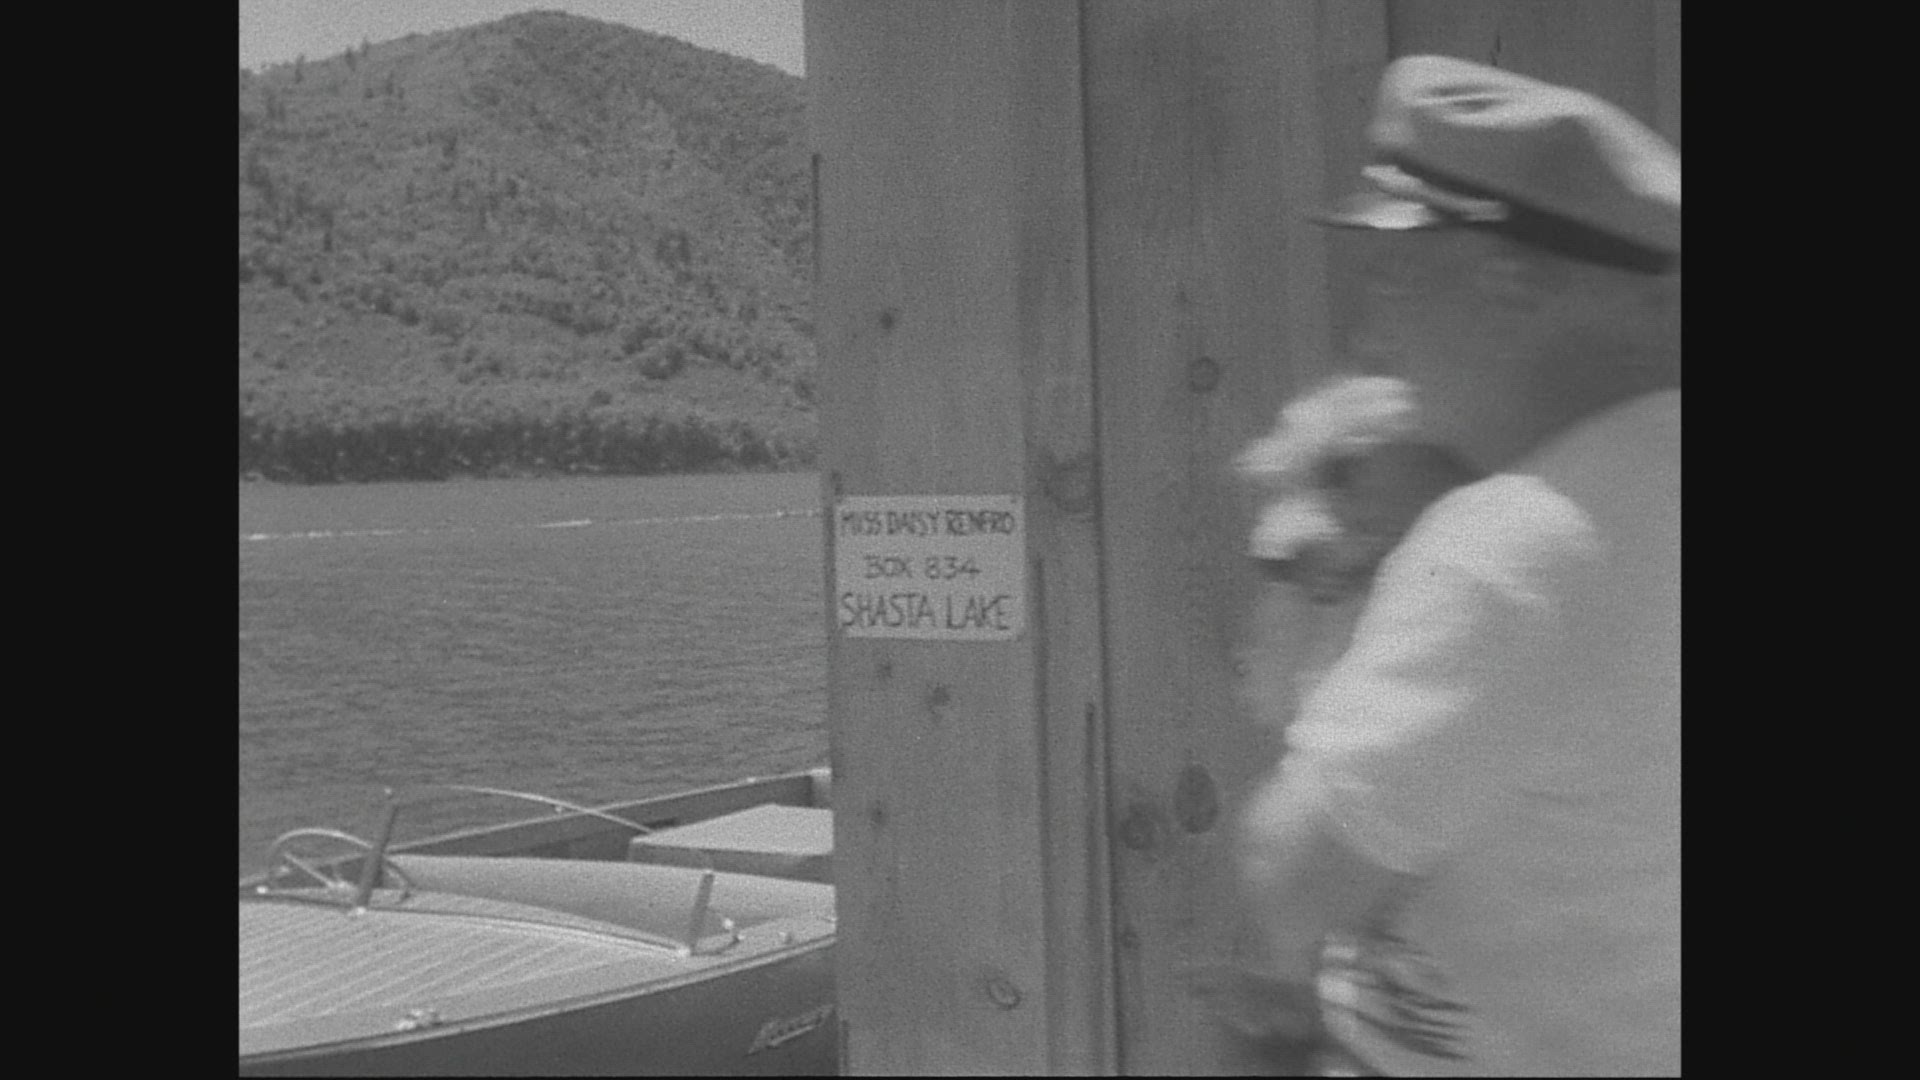 MISS DAISY RENFRO
BOX 834
SHASTA LAKE